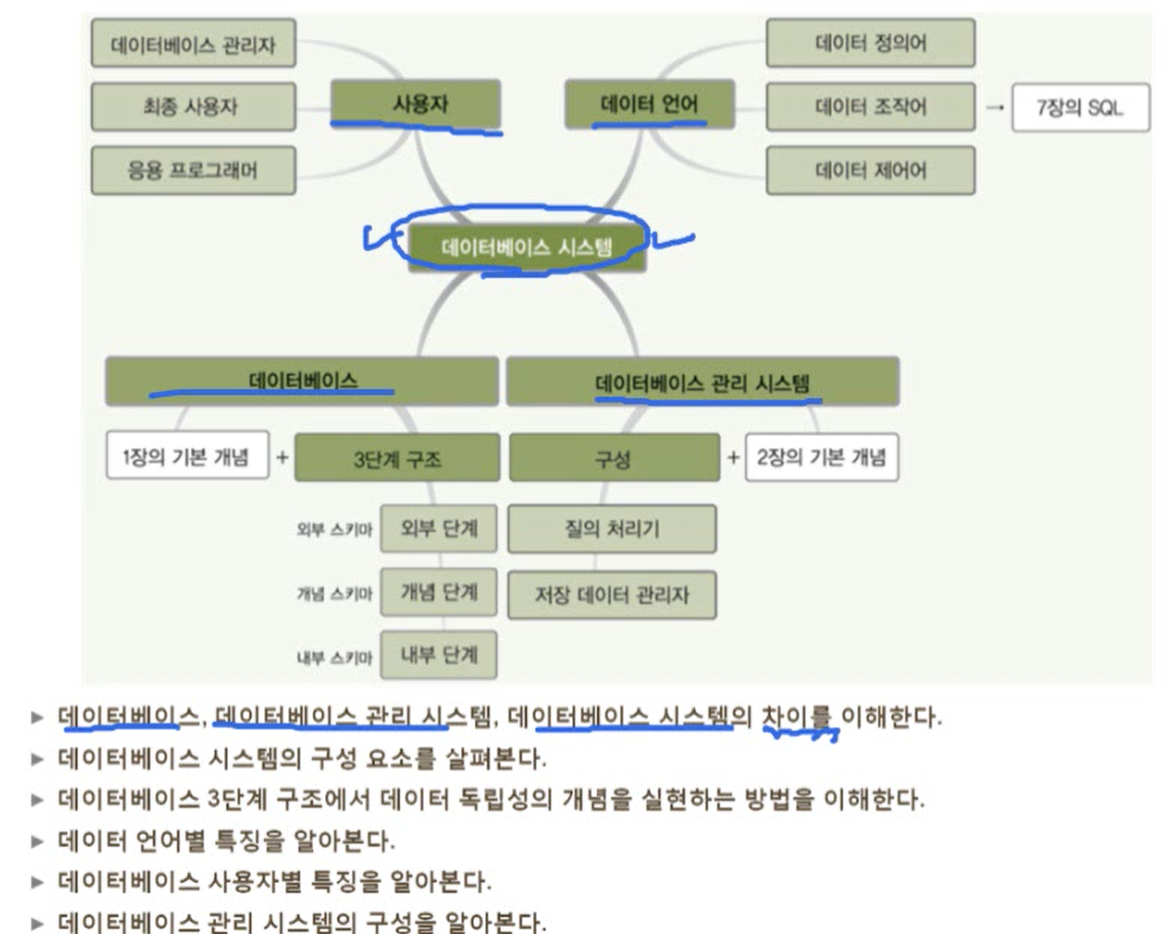 데이터베이스 관리자
최종 사용자
응용 프로그래머
사용자
데이터 언어
데이터 정의어
데이터 조작어 → 7장의 SQL
데이터 제어어
데이터베이스 시스템
데이터베이스
데이터베이스 관리 시스템
1장의 기본 개념 + 3단계 구조
구성 + 2장의 기본 개념
외부 스키마 외부 단계
개념 스키마 개념 단계
내부 스키마 내부 단계
질의 처리기
저장 데이터 관리자
▶ 데이터베이스, 데이터베이스 관리 시스템, 데이터베이스 시스템의 차이를 이해한다.
▶ 데이터베이스 시스템의 구성 요소를 살펴본다.
▶ 데이터베이스 3단계 구조에서 데이터 독립성의 개념을 실현하는 방법을 이해한다.
▶ 데이터 언어별 특징을 알아본다.
▶ 데이터베이스 사용자별 특징을 알아본다.
▶ 데이터베이스 관리 시스템의 구성을 알아본다.